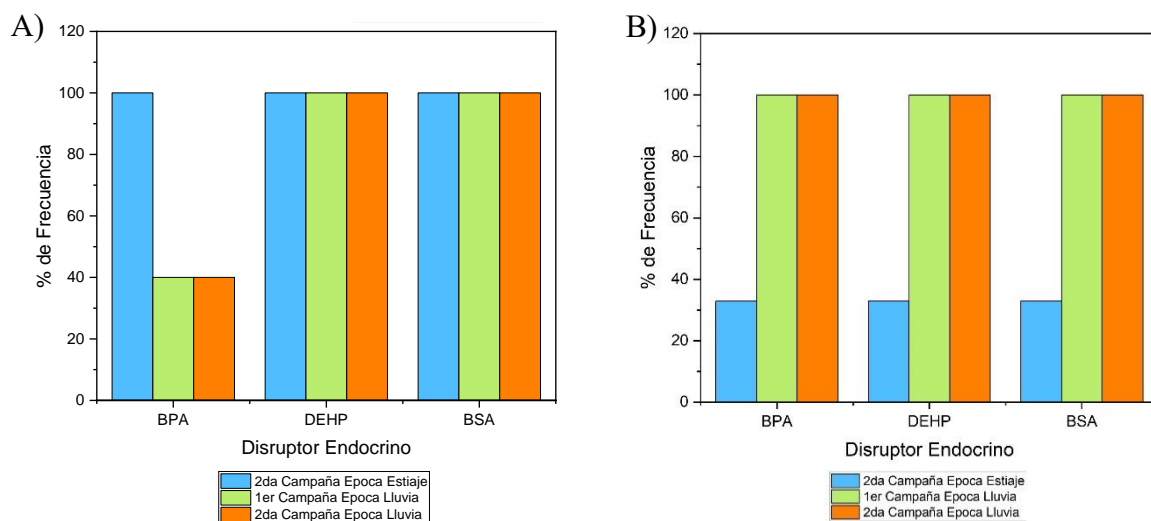 A)
120
100
80
60
40
20
0
% de Frecuencia
BPA DEHP BSA
Disruptor Endocrino
2da Campaña Epoca Estiaje
1er Campaña Epoca Lluvia
2da Campaña Epoca Lluvia
B)
120
100
80
60
40
20
0
% de Frecuencia
BPA DEHP BSA
Disruptor Endocrino
2da Campaña Epoca Estiaje
1er Campaña Epoca Lluvia
2da Campaña Epoca Lluvia